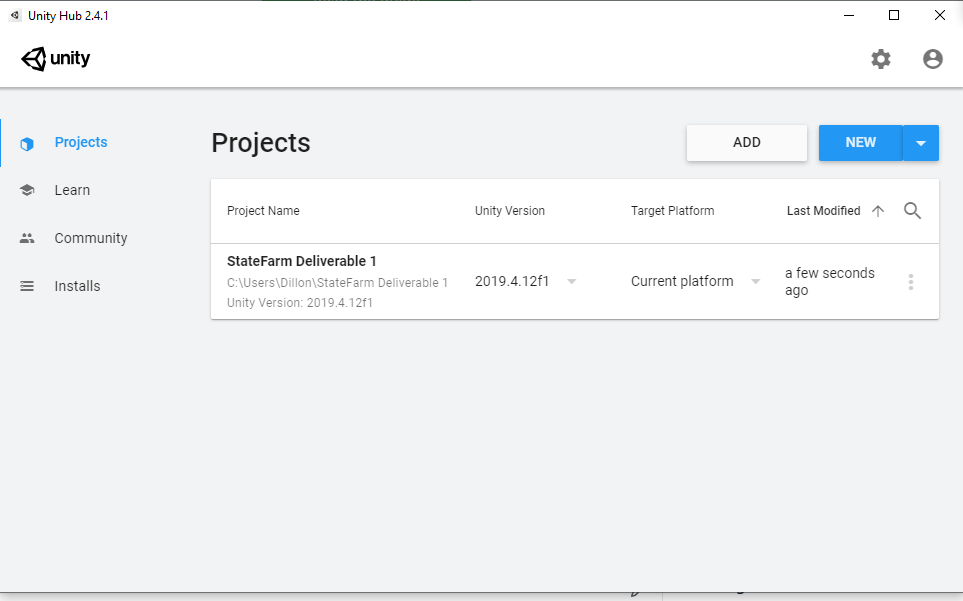 Unity Hub 2.4.1
unity
Projects
Learn
Community
Installs
Projects
ADD
NEW
Project Name
Unity Version
Target Platform
Last Modified
StateFarm Deliverable 1
C:\Users\Dillon\StateFarm Deliverable 1
Unity Version: 2019.4.12f1
2019.4.12f1
Current platform
a few seconds
ago